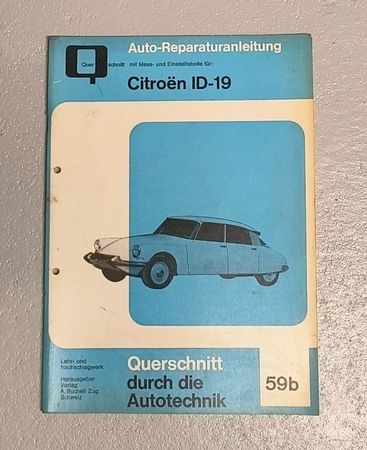 Auto-Reparaturanleitung
Querschnitt mit Mass- und Einstelltabelle für:
Citroën ID-19
Lehr- und
Nachschlagwerk
Herausgeber
Verlag
A. Bucheli Zug
Schweiz
Querschnitt
durch die
Autotechnik
59b